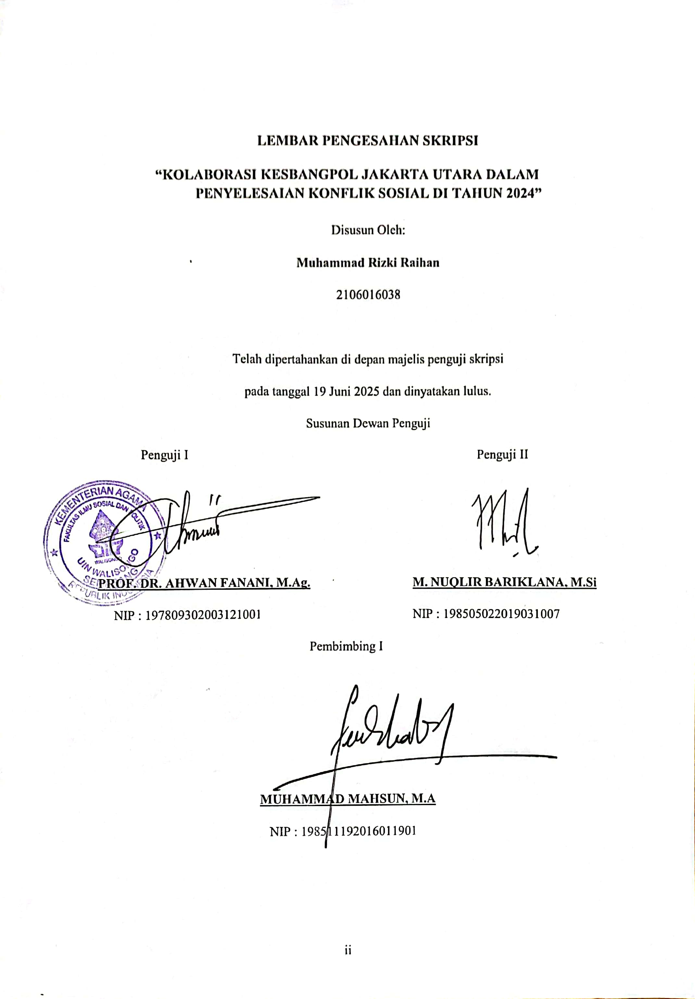 LEMBAR PENGESAHAN SKRIPSI
“KOLABORASI KESBANGPOL JAKARTA UTARA DALAM
PENYELESAIAN KONFLIK SOSIAL DI TAHUN 2024”
Disusun Oleh:
Muhammad Rizki Raihan
2106016038
Telah dipertahankan di depan majelis penguji skripsi
pada tanggal 19 Juni 2025 dan dinyatakan lulus.
Susunan Dewan Penguji
Penguji I
Penguji II
KEMENTERIAN AGAMA
FAKULTAS ILMU SOSIAL DAN POLITIK
WALISONGO
UIN WALISONGO
REPUBLIK INDONESIA
PROF. DR. AHWAN FANANI, M.Ag.
M. NUQLIR BARIKLANA, M.Si
NIP : 197809302003121001
NIP : 198505022019031007
Pembimbing I
MUHAMMAD MAHSUN, M.A
NIP : 198511192016011901
ii